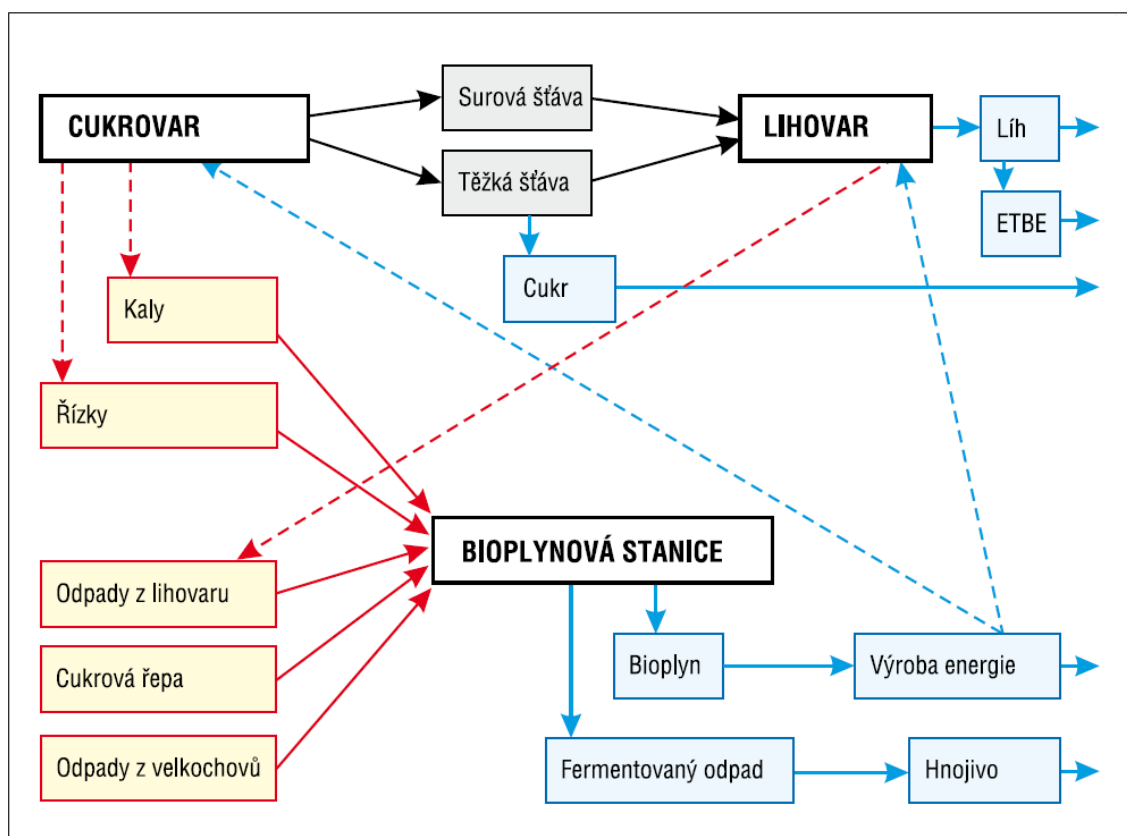 CUKROVAR
Surová šťáva
LIHOVAR
Líh
Těžká šťáva
ETBE
Cukr
Kaly
Řízky
BIOPLYNOVÁ STANICE
Odpady z lihovaru
Bioplyn
Výroba energie
Cukrová řepa
Odpady z velkochovů
Fermentovaný odpad
Hnojivo